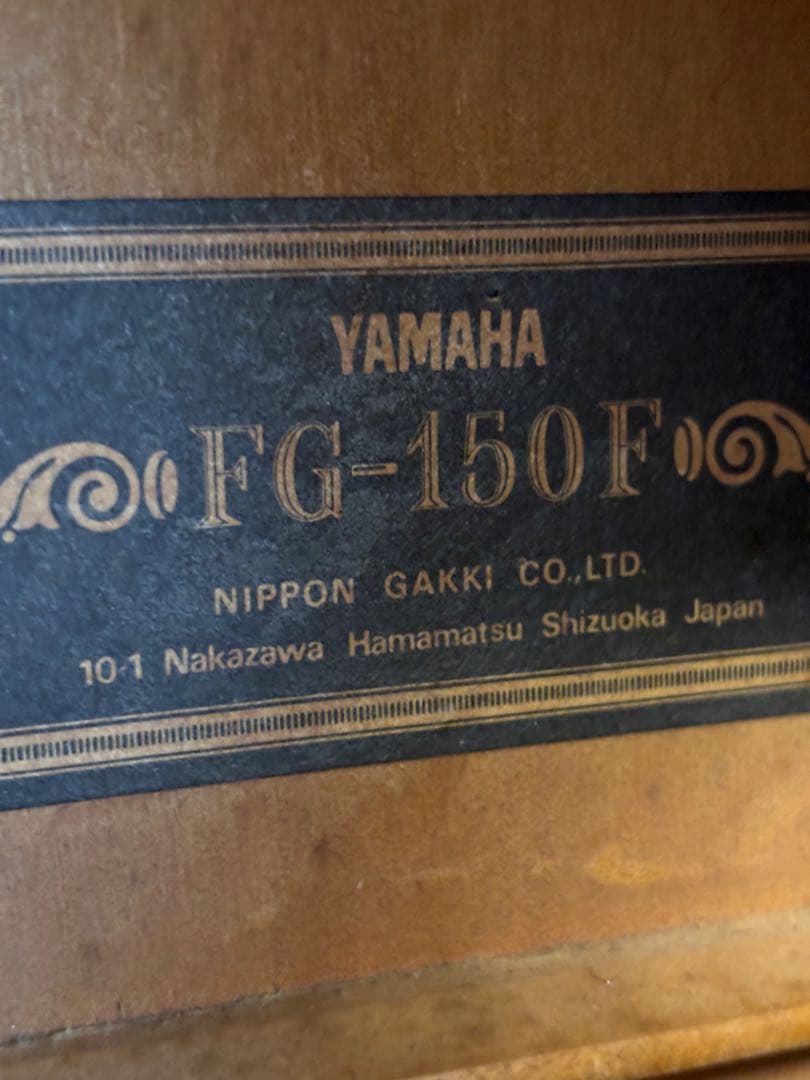 YAMAHA
FG-150F
NIPPON GAKKI CO.,LTD.
10-1 Nakazawa Hamamatsu Shizuoka Japan